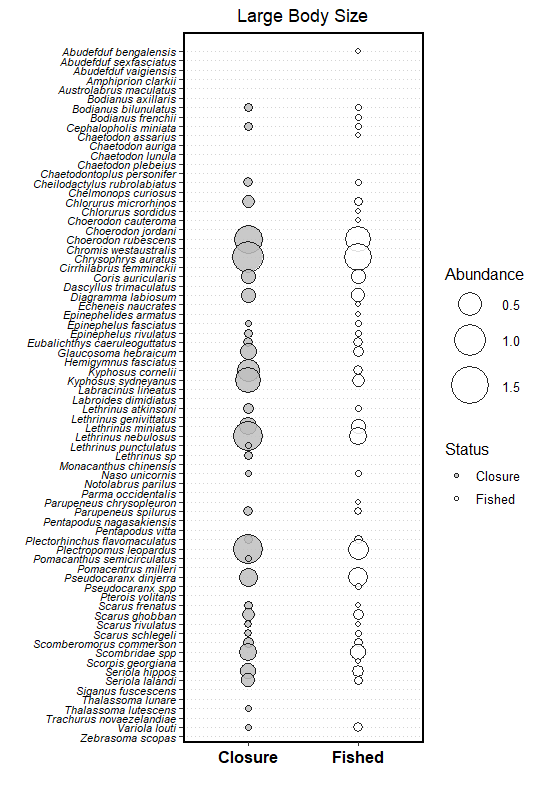 Large Body Size
Abudefduf bengalensis
Abudefduf sexfasciatus
Abudefduf vaigiensis
Amphiprion clarkii
Austrolabrus maculatus
Bodianus axillaris
Bodianus bilunulatus
Bodianus frenchii
Cephalopholis miniata
Chaetodon assarius
Chaetodon auriga
Chaetodon lunula
Chaetodon plebeius
Chaetodontoplus personifer
Cheilodactylus rubrolabiatus
Chelmonops curiosus
Chlorurus microrhinos
Chlorurus sordidus
Choerodon cauteroma
Choerodon jordani
Choerodon rubescens
Chromis westaustralis
Chrysophrys auratus
Cirrhilabrus temminckii
Coris auricularis
Dascyllus trimaculatus
Diagramma labiosum
Echeneis naucrates
Epinephelides armatus
Epinephelus fasciatus
Epinephelus rivulatus
Eubalichthys caeruleoguttatus
Glaucosoma hebraicum
Hemigymnus fasciatus
Kyphosus cornelii
Kyphosus sydneyanus
Labracinus lineatus
Labroides dimidiatus
Lethrinus atkinsoni
Lethrinus genivittatus
Lethrinus miniatus
Lethrinus nebulosus
Lethrinus punctulatus
Lethrinus sp
Monacanthus chinensis
Naso unicornis
Notolabrus parilus
Parma occidentalis
Parupeneus chrysopleuron
Parupeneus spilurus
Pentapodus nagasakiensis
Pentapodus vitta
Plectorhinchus flavomaculatus
Plectropomus leopardus
Pomacanthus semicirculatus
Pomacentrus milleri
Pseudocaranx dinjerra
Pseudocaranx spp
Pterois volitans
Scarus frenatus
Scarus ghobban
Scarus rivulatus
Scarus schlegeli
Scomberomorus commerson
Scombridae spp
Scorpis georgiana
Seriola hippos
Seriola lalandi
Siganus fuscescens
Thalassoma lunare
Thalassoma lutescens
Trachurus novaezelandiae
Variola louti
Zebrasoma scopas
Closure
Fished
Abundance
0.5
1.0
1.5
Status
Closure
Fished